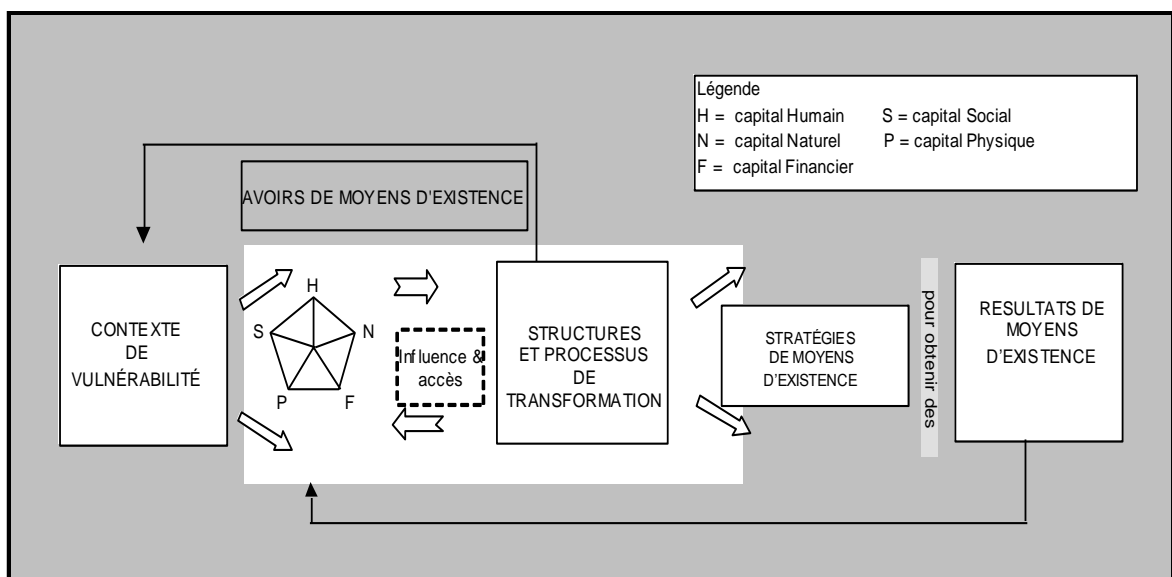 Légende
H = capital Humain S = capital Social
N = capital Naturel P = capital Physique
F = capital Financier
AVOIRS DE MOYENS D'EXISTENCE
CONTEXTE
DE
VULNÉRABILITÉ
H
S
N
P
F
Influence &
accès
STRUCTURES
ET PROCESSUS
DE
TRANSFORMATION
STRATÉGIES
DE MOYENS
D'EXISTENCE
pour obtenir des
RESULTATS DE
MOYENS
D'EXISTENCE